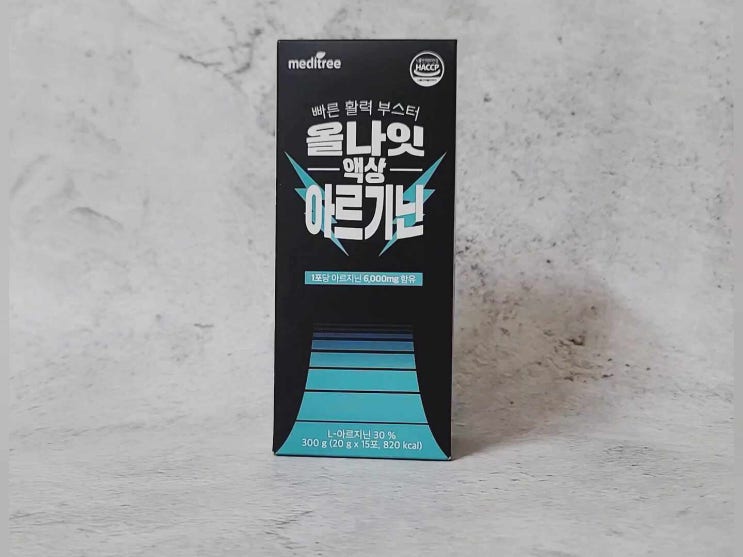 meditree
HACCP
빠른 활력 부스터
올나잇
액상
아르기닌
1포당 아르지닌 6,000mg 함유
L-아르지닌 30 %
300 g (20 g x 15포, 820 kcal)